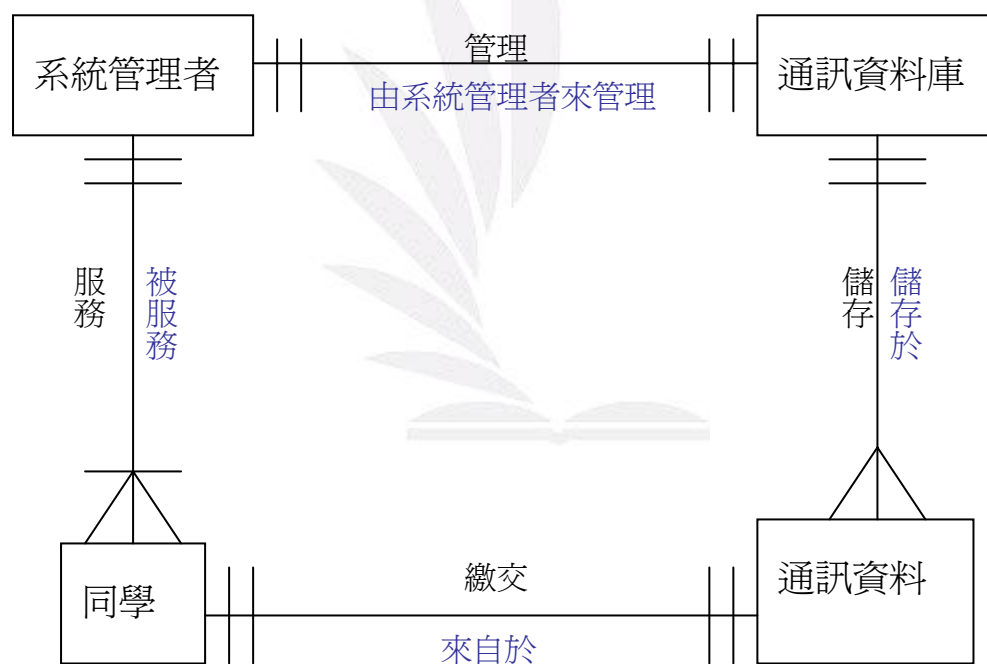 系統管理者
管理
由系統管理者來管理
通訊資料庫
服務
被服務
儲存
儲存於
同學
繳交
來自於
通訊資料